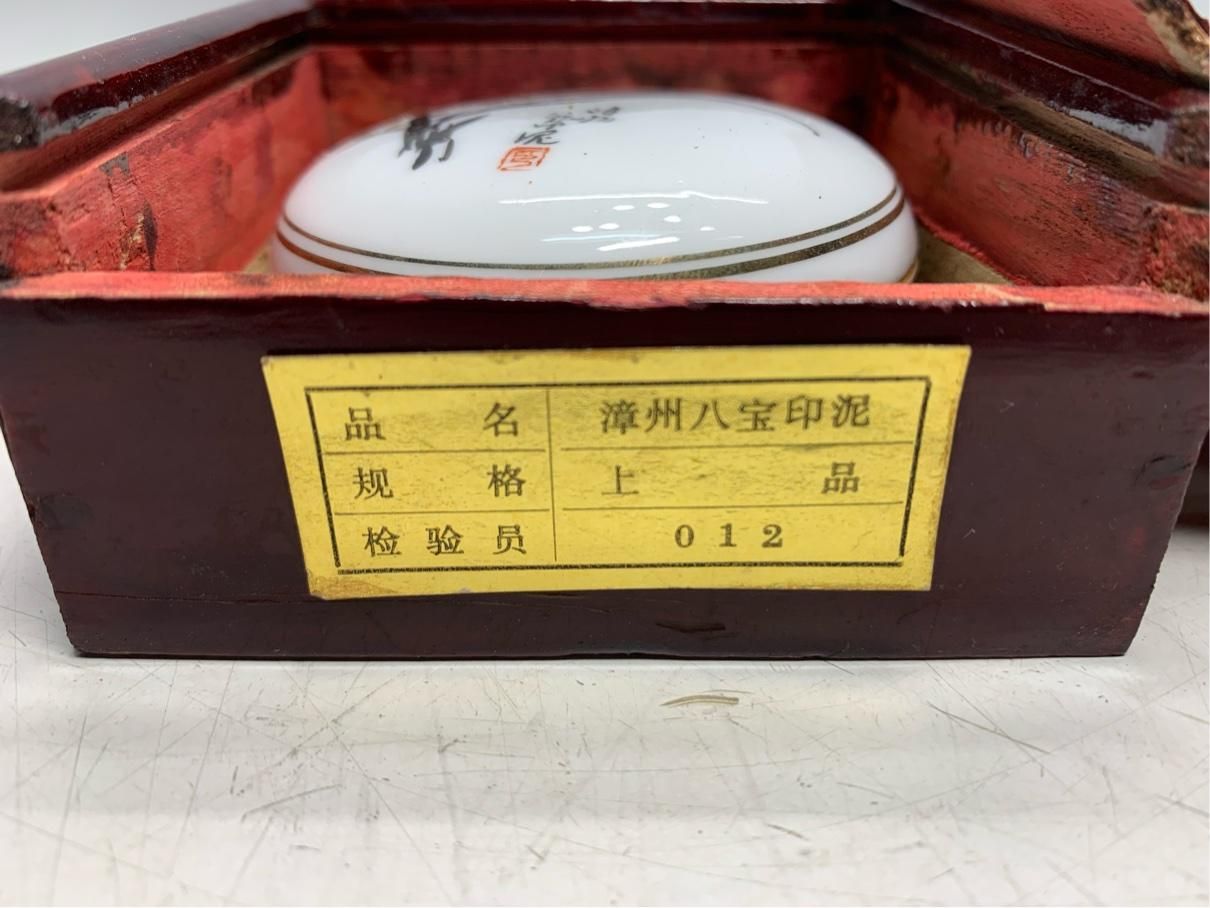 品名 漳州八宝印泥
规格 上品
检验员 012